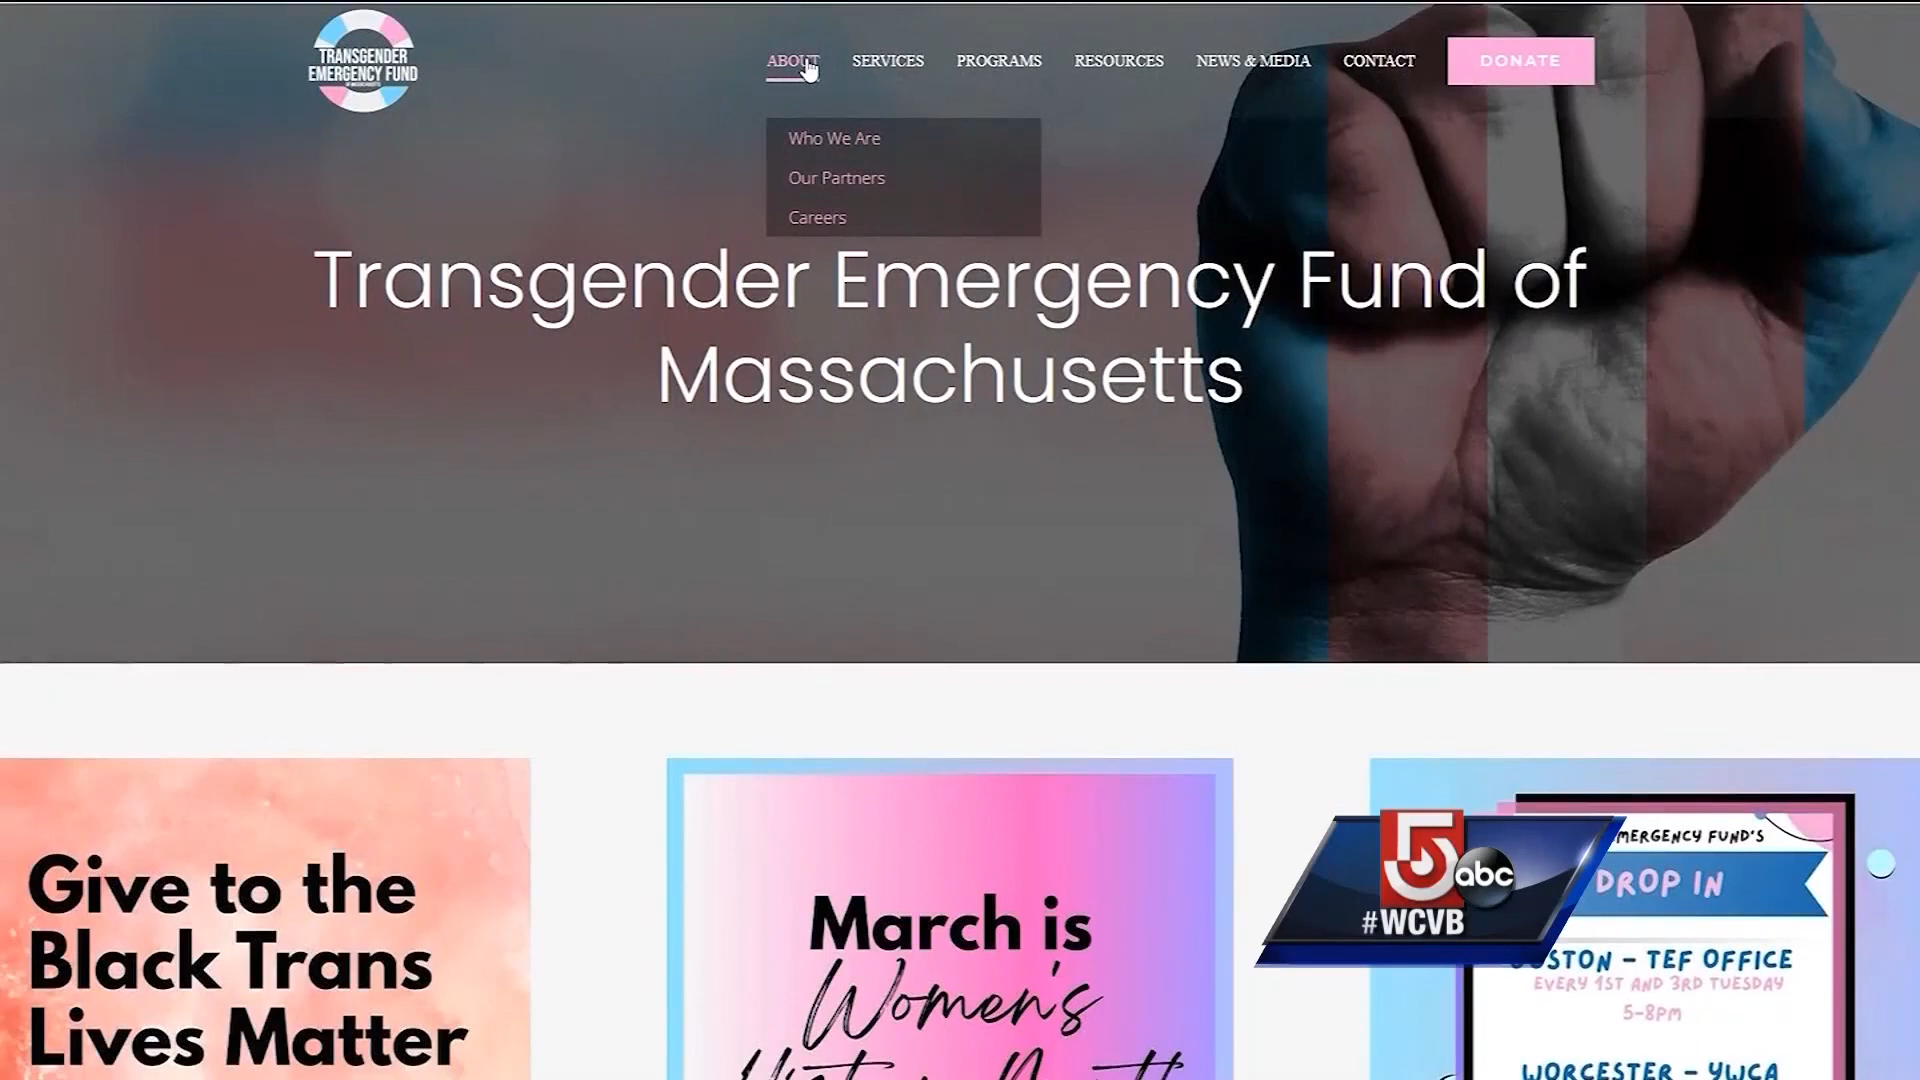 TRANSGENDER
EMERGENCY FUND
ABOUT SERVICES PROGRAMS RESOURCES NEWS & MEDIA CONTACT DONATE
Who We Are
Our Partners
Careers
Transgender Emergency Fund of
Massachusetts
Give to the
Black Trans
Lives Matter
March is
Women's
MERGENCY FUND'S
DROP IN
OSTON - TEF OFFICE
EVERY 1ST AND 3RD TUESDAY
5-8PM
WORCESTER - YWCA
5 abc
#WCVB